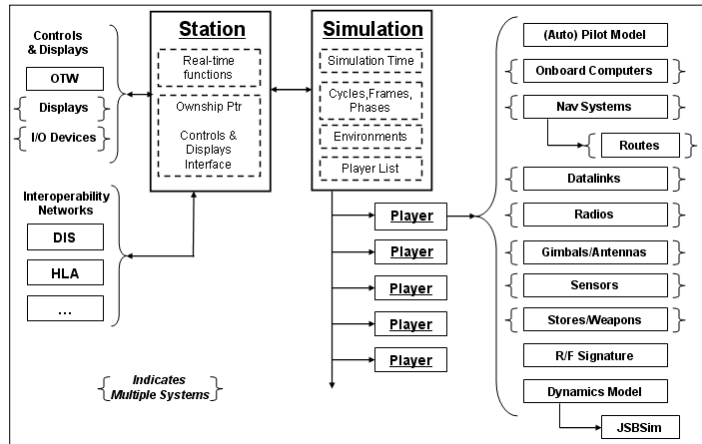 Controls
& Displays
OTW
Displays
I/O Devices
Interoperability
Networks
DIS
HLA
...
Indicates
Multiple Systems
Station
Real-time
functions
Ownship Ptr
Controls &
Displays
Interface
Simulation
Simulation Time
Cycles,Frames,
Phases
Environments
Player List
Player
Player
Player
Player
Player
(Auto) Pilot Model
Onboard Computers
Nav Systems
Routes
Datalinks
Radios
Gimbals/Antennas
Sensors
Stores/Weapons
R/F Signature
Dynamics Model
JSBSim